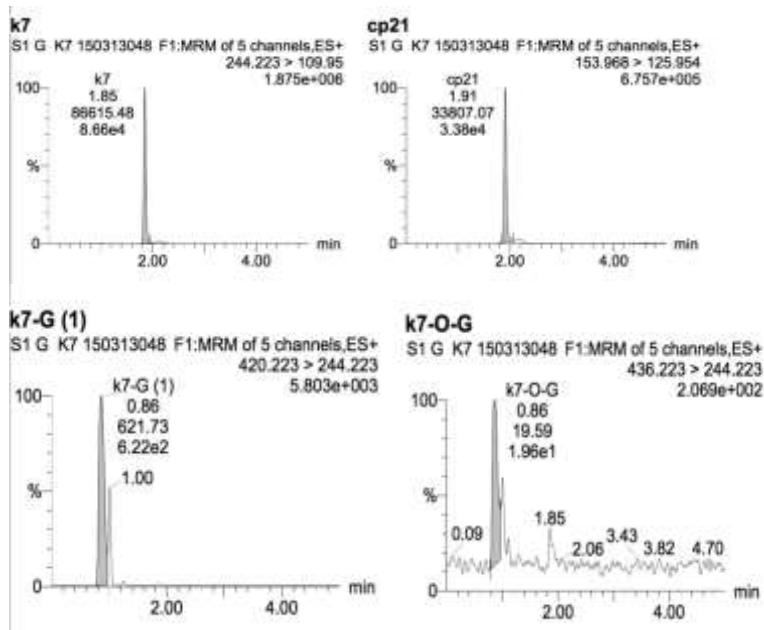 k7
S1 G K7 150313048 F1:MRM of 5 channels,ES+
244.223 > 109.95
1.875e+006
100
k7
1.85
86615.48
8.66e4
%
0
2.00
4.00
min
cp21
S1 G K7 150313048 F1:MRM of 5 channels,ES+
153.968 > 125.954
6.757e+005
100
cp21
1.91
33807.07
3.38e4
%
0
2.00
4.00
min
k7-G (1)
S1 G K7 150313048 F1:MRM of 5 channels,ES+
420.223 > 244.223
5.803e+003
100
k7-G (1)
0.86
621.73
6.22e2
1.00
%
0
2.00
4.00
min
k7-O-G
S1 G K7 150313048 F1:MRM of 5 channels,ES+
436.223 > 244.223
2.069e+002
100
k7-O-G
0.86
19.59
1.96e1
%
0.09
1.85
2.06
3.43
3.82
4.70
0
2.00
4.00
min